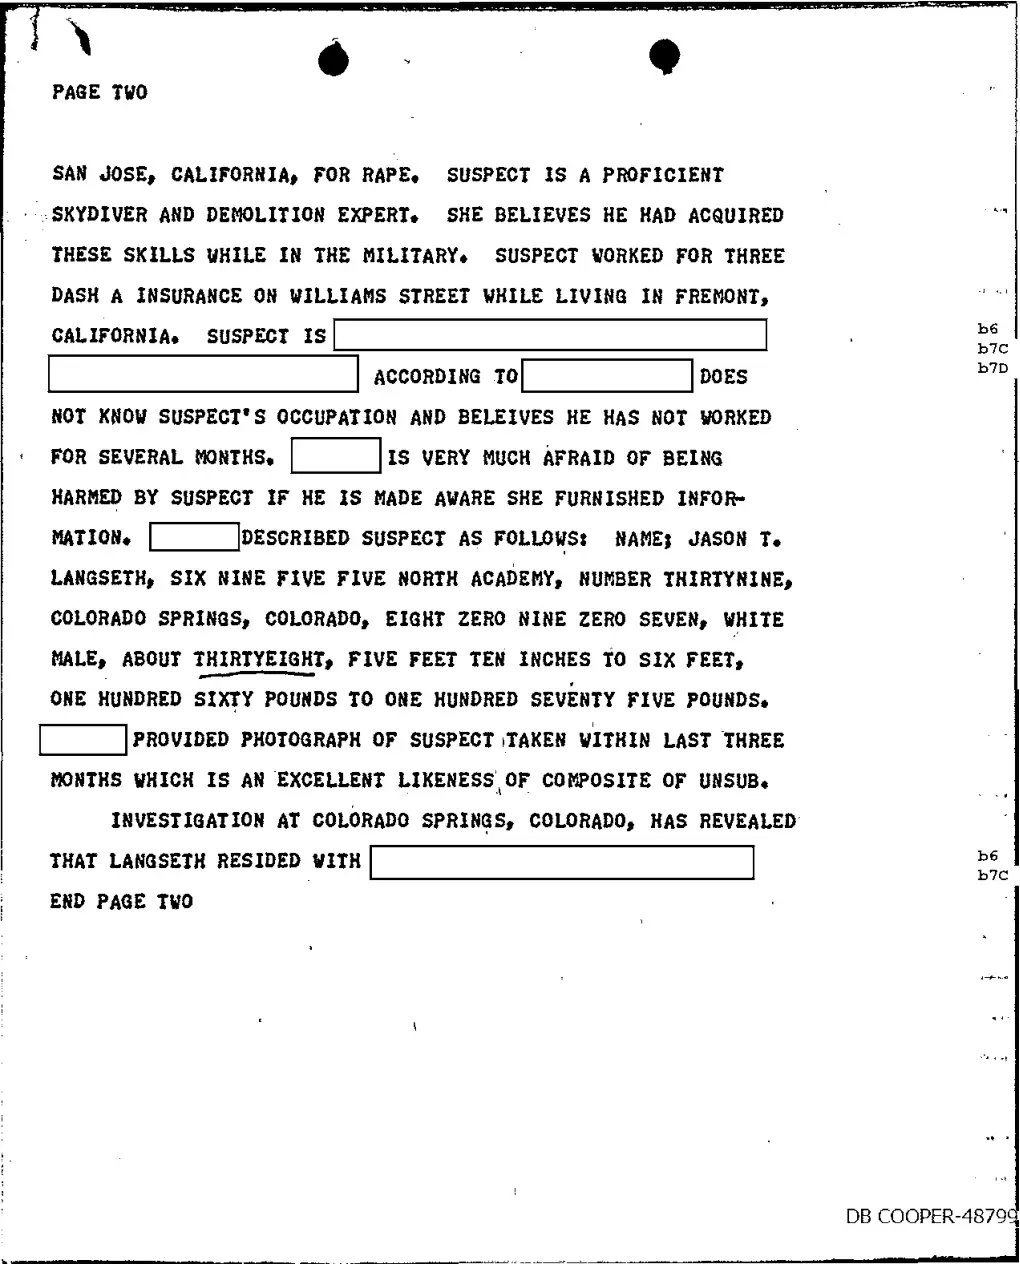 PAGE TWO
SAN JOSE, CALIFORNIA, FOR RAPE. SUSPECT IS A PROFICIENT
SKYDIVER AND DEMOLITION EXPERT. SHE BELIEVES HE HAD ACQUIRED
THESE SKILLS WHILE IN THE MILITARY. SUSPECT WORKED FOR THREE
DASH A INSURANCE ON WILLIAMS STREET WHILE LIVING IN FREMONT,
CALIFORNIA. SUSPECT IS
b6
b7C
b7D
ACCORDING TO DOES
NOT KNOW SUSPECT'S OCCUPATION AND BELEIVES HE HAS NOT WORKED
FOR SEVERAL MONTHS. IS VERY MUCH AFRAID OF BEING
HARMED BY SUSPECT IF HE IS MADE AWARE SHE FURNISHED INFOR-
MATION. DESCRIBED SUSPECT AS FOLLOWS: NAME; JASON T.
LANGSETH, SIX NINE FIVE FIVE NORTH ACADEMY, NUMBER THIRTYNINE,
COLORADO SPRINGS, COLORADO, EIGHT ZERO NINE ZERO SEVEN, WHITE
MALE, ABOUT THIRTYEIGHT, FIVE FEET TEN INCHES TO SIX FEET,
ONE HUNDRED SIXTY POUNDS TO ONE HUNDRED SEVENTY FIVE POUNDS.
PROVIDED PHOTOGRAPH OF SUSPECT TAKEN WITHIN LAST THREE
MONTHS WHICH IS AN EXCELLENT LIKENESS OF COMPOSITE OF UNSUB.
INVESTIGATION AT COLORADO SPRINGS, COLORADO, HAS REVEALED
THAT LANGSETH RESIDED WITH
b6
b7C
END PAGE TWO
DB COOPER-48799